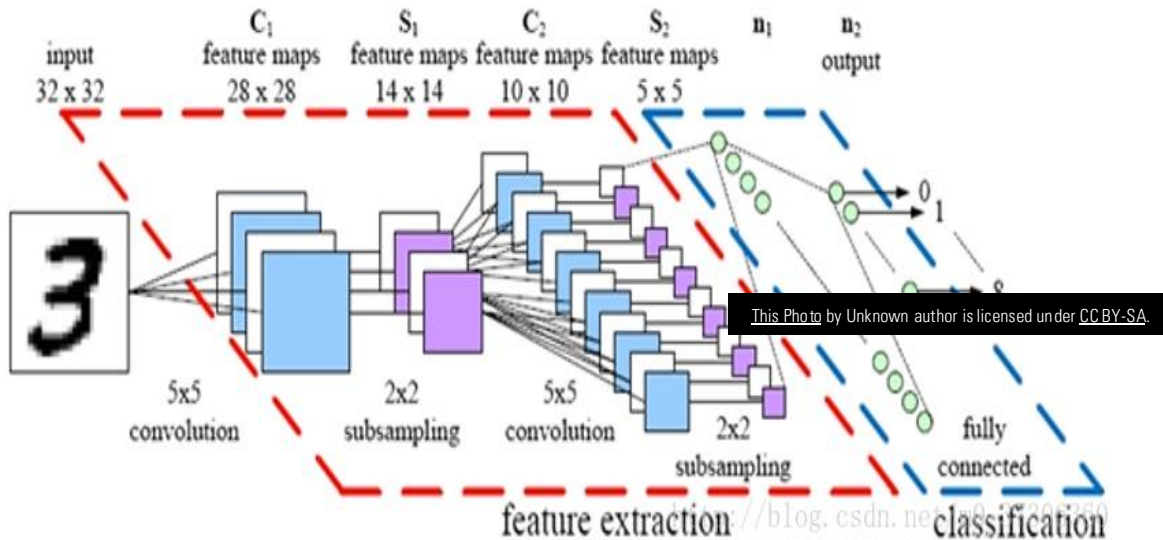 C1
S1
C2
S2
n1
n2
input
feature maps
feature maps
feature maps
feature maps
output
32 x 32
28 x 28
14 x 14
10 x 10
5 x 5
3
0
1
This Photo by Unknown author is licensed under CC BY-SA.
5x5
convolution
2x2
subsampling
5x5
convolution
2x2
subsampling
fully
connected
feature extraction
classification